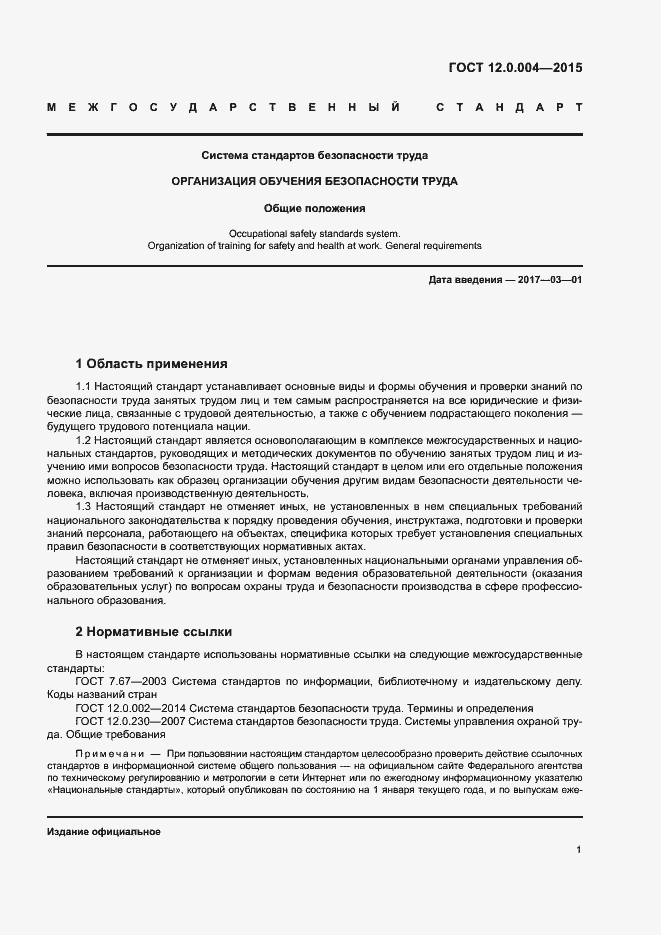 ГОСТ 12.0.004—2015
МЕЖГОСУДАРСТВЕННЫЙ СТАНДАРТ
Система стандартов безопасности труда
ОРГАНИЗАЦИЯ ОБУЧЕНИЯ БЕЗОПАСНОСТИ ТРУДА
Общие положения
Occupational safety standards system.
Organization of training for safety and health at work. General requirements
Дата введения — 2017—03—01
1 Область применения
1.1 Настоящий стандарт устанавливает основные виды и формы обучения и проверки знаний по
безопасности труда занятых трудом лиц и тем самым распространяется на все юридические и физи-
ческие лица, связанные с трудовой деятельностью, а также с обучением подрастающего поколения —
будущего трудового потенциала нации.
1.2 Настоящий стандарт является основополагающим в комплексе межгосударственных и нацио-
нальных стандартов, руководящих и методических документов по обучению занятых трудом лиц и из-
учению ими вопросов безопасности труда. Настоящий стандарт в целом или его отдельные положения
можно использовать как образец организации обучения другим видам безопасности деятельности че-
ловека, включая производственную деятельность.
1.3 Настоящий стандарт не отменяет иных, не установленных в нем специальных требований
национального законодательства к порядку проведения обучения, инструктажа, подготовки и проверки
знаний персонала, работающего на объектах, специфика которых требует установления специальных
правил безопасности в соответствующих нормативных актах.
Настоящий стандарт не отменяет иных, установленных национальными органами управления об-
разованием требований к организации и формам ведения образовательной деятельности (оказания
образовательных услуг) по вопросам охраны труда и безопасности производства в сфере профессио-
нального образования.
2 Нормативные ссылки
В настоящем стандарте использованы нормативные ссылки на следующие межгосударственные
стандарты:
ГОСТ 7.67—2003 Система стандартов по информации, библиотечному и издательскому делу.
Коды названий стран
ГОСТ 12.0.002—2014 Система стандартов безопасности труда. Термины и определения
ГОСТ 12.0.230—2007 Система стандартов безопасности труда. Системы управления охраной тру-
да. Общие требования
Примечани — При пользовании настоящим стандартом целесообразно проверить действие ссылочных
стандартов в информационной системе общего пользования — на официальном сайте Федерального агентства
по техническому регулированию и метрологии в сети Интернет или по ежегодному информационному указателю
«Национальные стандарты», который опубликован по состоянию на 1 января текущего года, и по выпускам еже-
Издание официальное
1